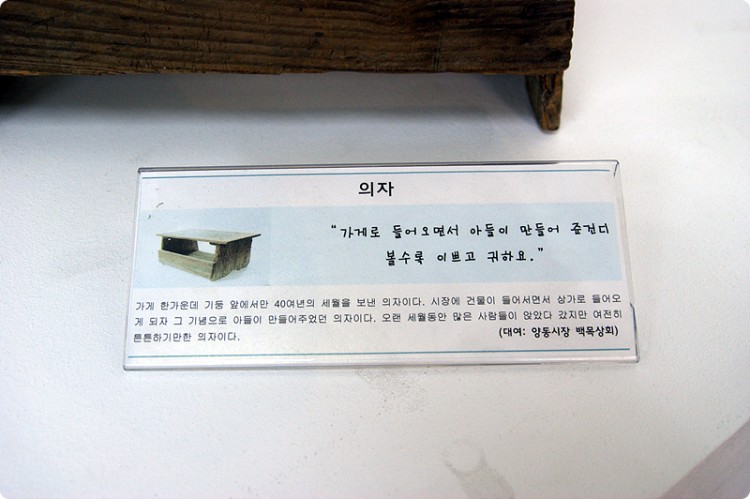 의자
“가게로 들어오면서 아들이 만들어 준건디
볼수록 이쁘고 귀하요.”
가게 한가운데 기둥 앞에서만 40여년의 세월을 보낸 의자이다. 시장에 건물이 들어서면서 상가로 들어오
게 되자 그 기념으로 아들이 만들어주었던 의자이다. 오랜 세월동안 많은 사람들이 앉았다 갔지만 여전히
튼튼하기만한 의자이다.
(대여: 양동시장 백목상회)